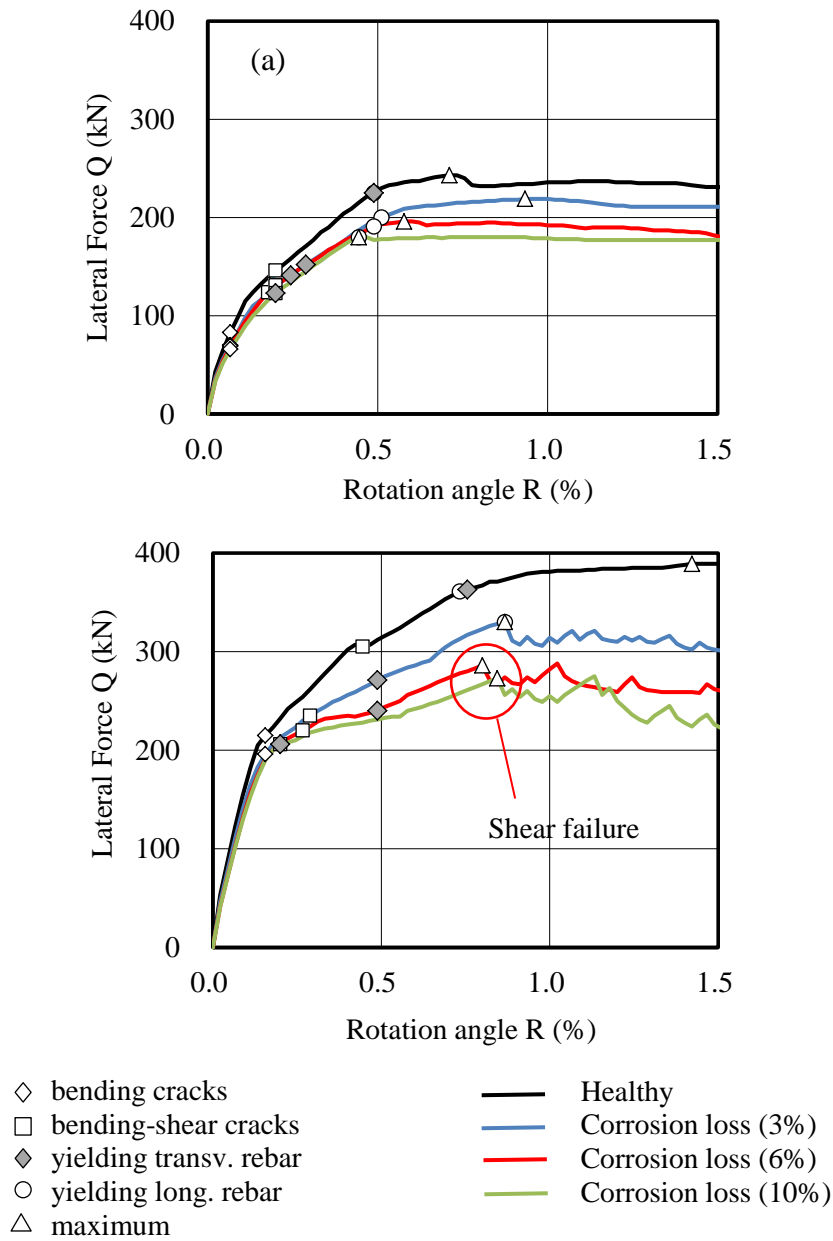 400
(a)
300
200
100
0
Lateral Force Q (kN)
0.0 0.5 1.0 1.5
Rotation angle R (%)
400
300
200
100
0
Lateral Force Q (kN)
Shear failure
0.0 0.5 1.0 1.5
Rotation angle R (%)
bending cracks
bending-shear cracks
yielding transv. rebar
yielding long. rebar
maximum
Healthy
Corrosion loss (3%)
Corrosion loss (6%)
Corrosion loss (10%)